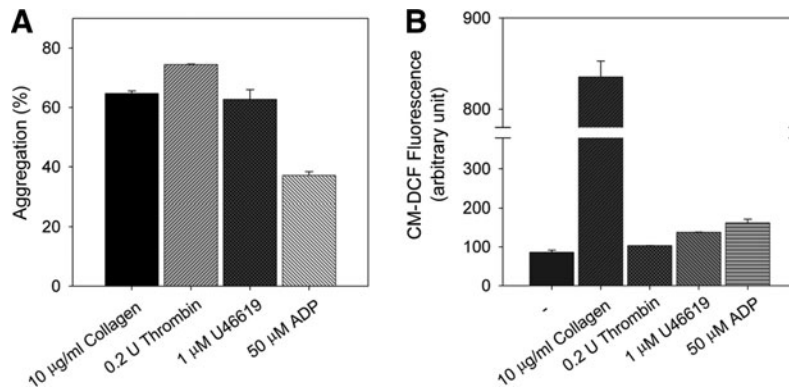 A
Aggregation (%)
80
60
40
20
0
10 μg/ml Collagen
0.2 U Thrombin
1 μM U46619
50 μM ADP
B
CM-DCF Fluorescence
(arbitrary unit)
900
800
300
200
100
0
-
10 μg/ml Collagen
0.2 U Thrombin
1 μM U46619
50 μM ADP